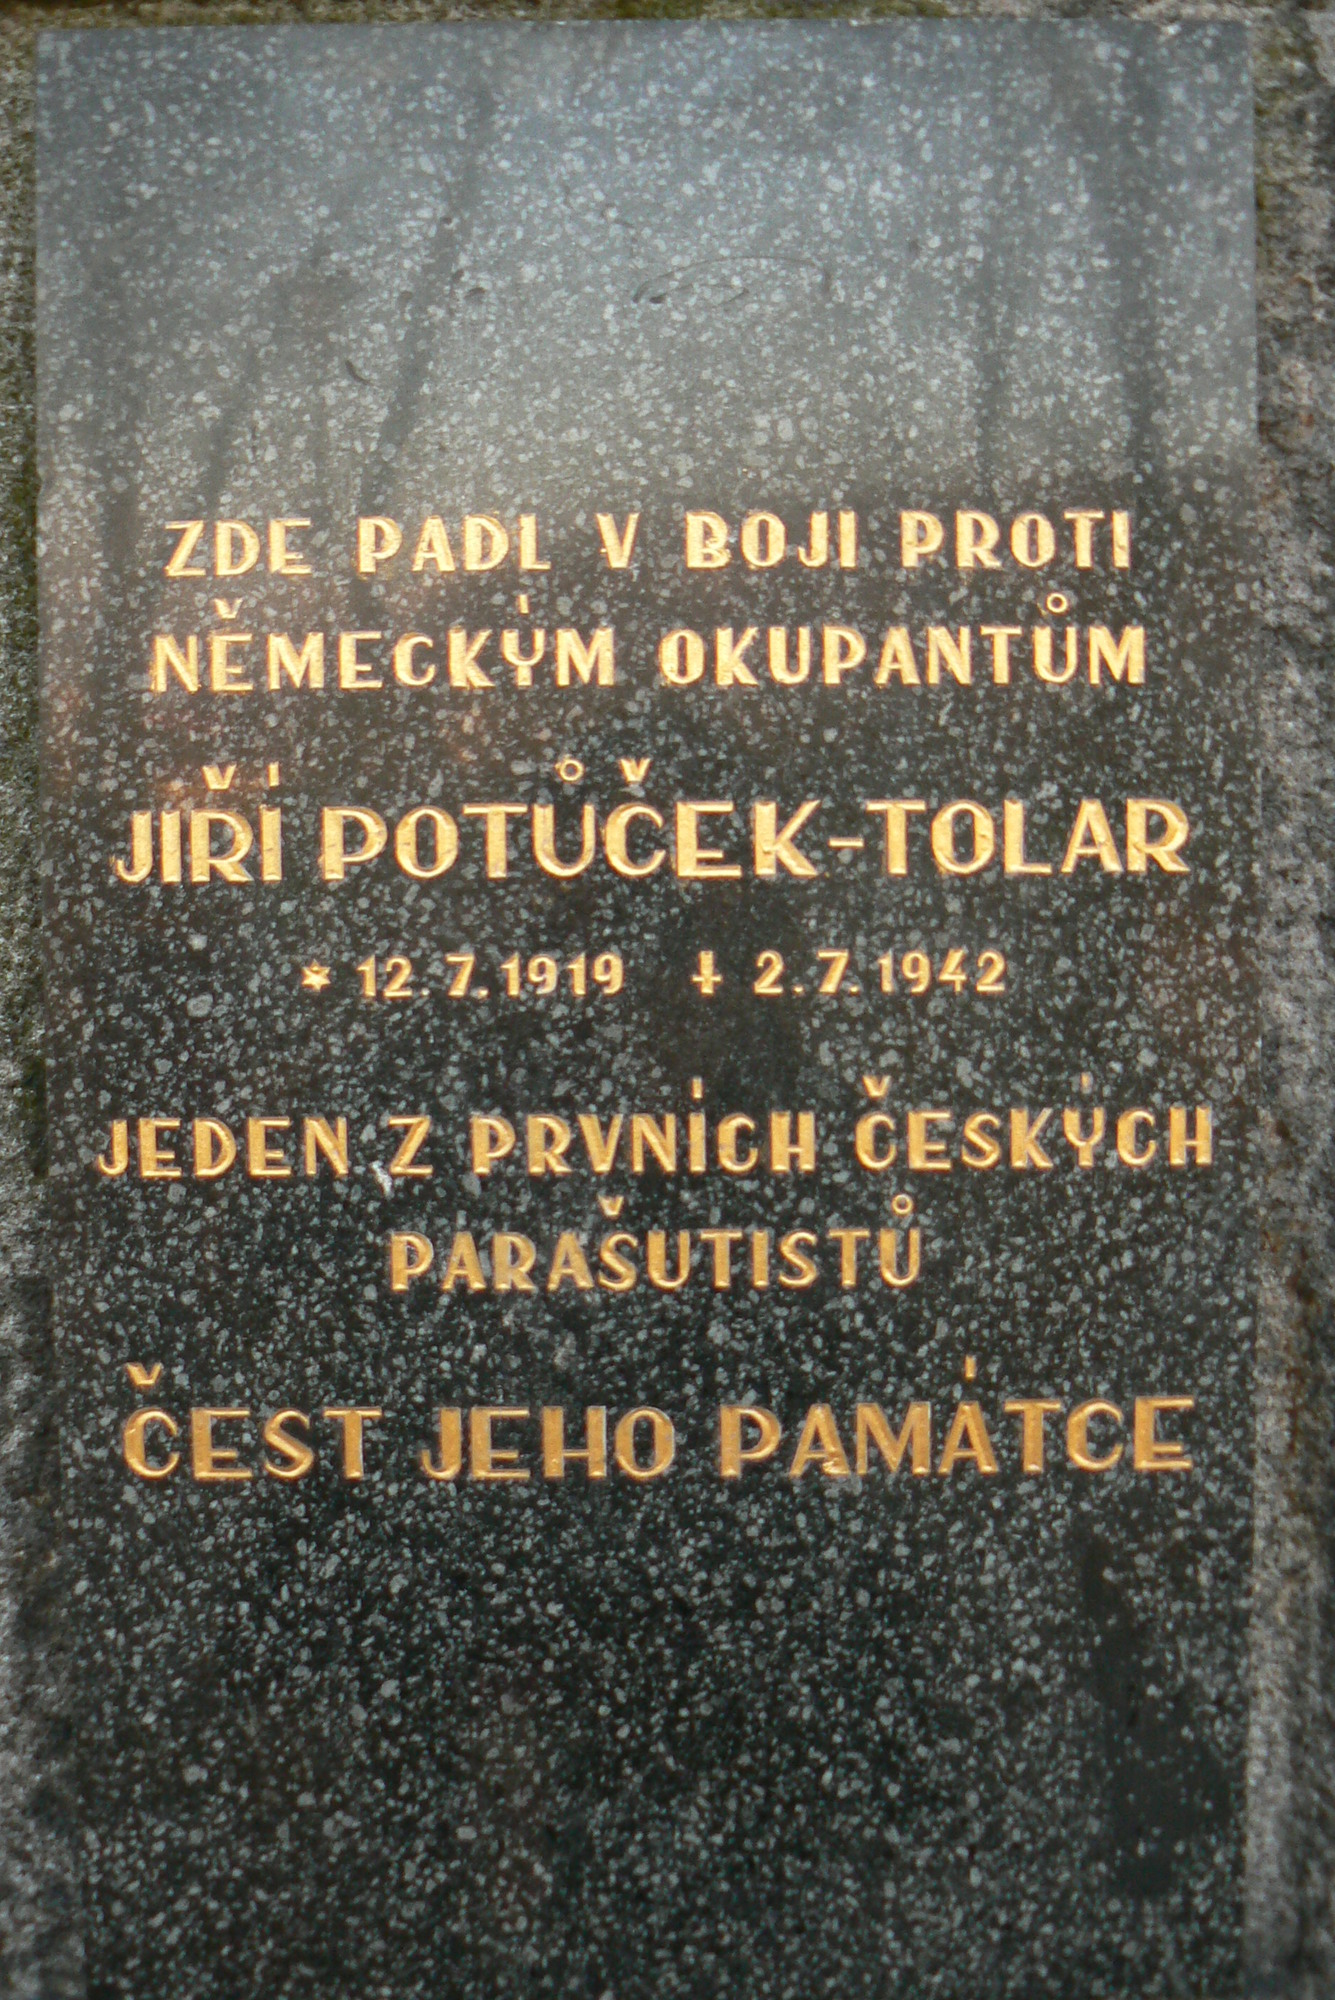 ZDE PADL V BOJI PROTI
NĚMECKÝM OKUPANTŮM
JIŘÍ POTŮČEK-TOLAR
* 12.7.1919 † 2.7.1942
JEDEN Z PRVNÍCH ČESKÝCH
PARAŠUTISTŮ
ČEST JEHO PAMÁTCE